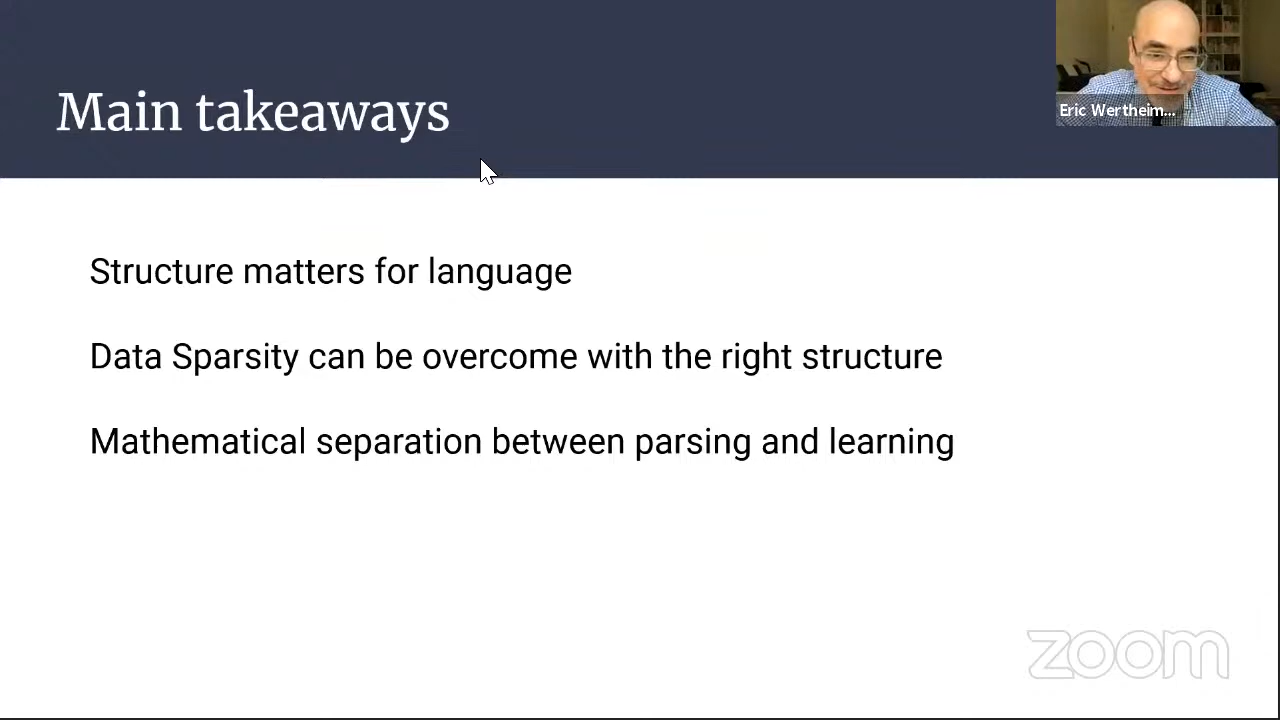 Main takeaways
Eric Wertheim...
Structure matters for language
Data Sparsity can be overcome with the right structure
Mathematical separation between parsing and learning
zoom